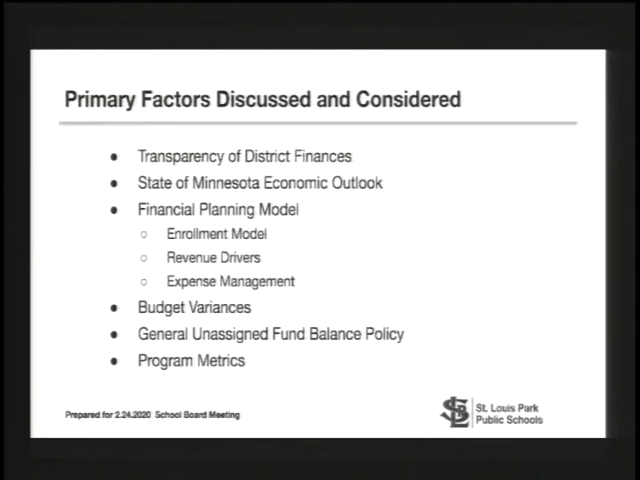 Primary Factors Discussed and Considered
● Transparency of District Finances
● State of Minnesota Economic Outlook
● Financial Planning Model
○ Enrollment Model
○ Revenue Drivers
○ Expense Management
● Budget Variances
● General Unassigned Fund Balance Policy
● Program Metrics
Prepared for 2.24.2020 School Board Meeting
SLP St. Louis Park
Public Schools